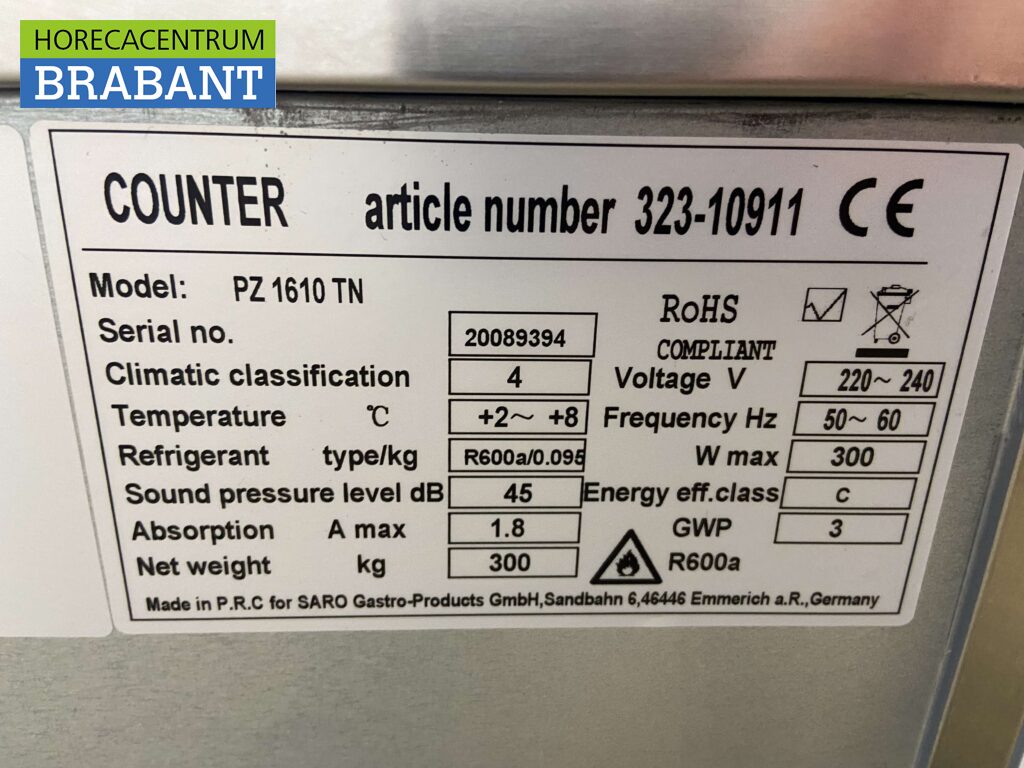 HORECACENTRUM
BRABANT
COUNTER article number 323-10911 CE
Model: PZ 1610 TN
RoHS
COMPLIANT
Serial no. 20089394
Climatic classification 4 Voltage V 220~ 240
Temperature ℃ +2~ +8 Frequency Hz 50~ 60
Refrigerant type/kg R600a/0.095 W max 300
Sound pressure level dB 45 Energy eff.class C
Absorption A max 1.8 GWP 3
Net weight kg 300 R600a
Made in P.R.C for SARO Gastro-Products GmbH,Sandbahn 6,46446 Emmerich a.R.,Germany